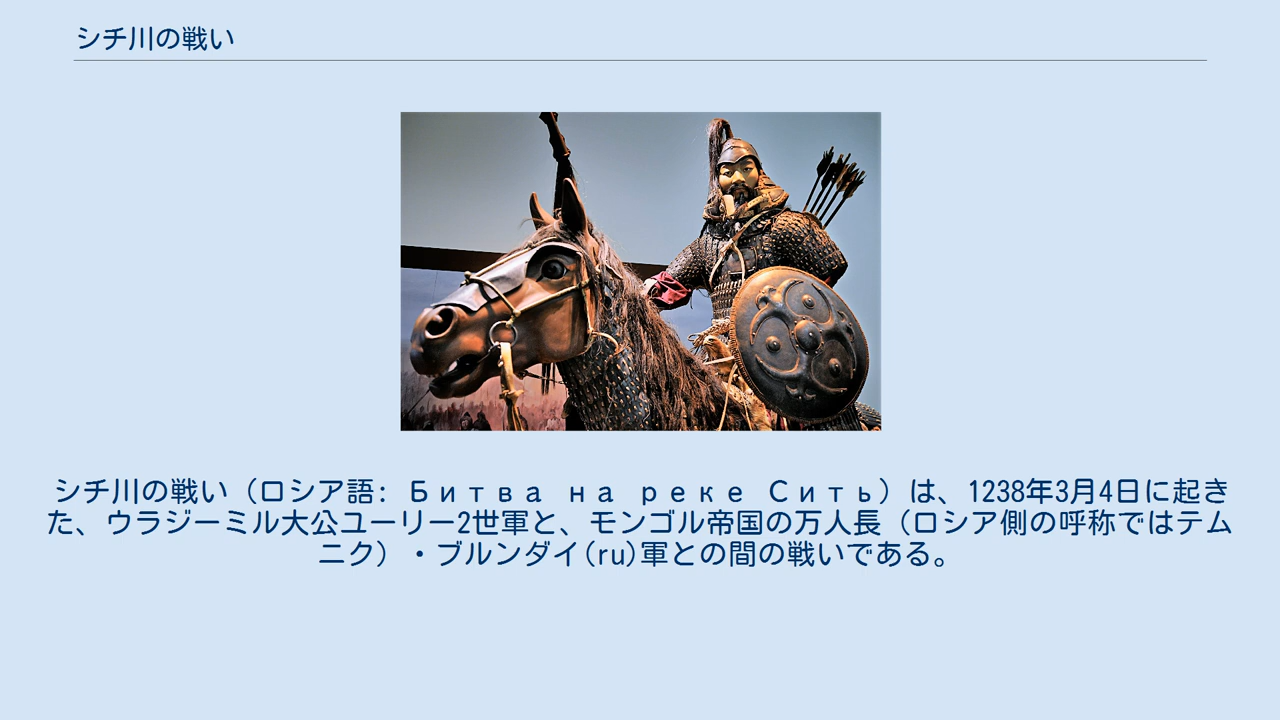 シチ川の戦い
シチ川の戦い（ロシア語: Битва на реке Сить）は、1238年3月4日に起き
た、ウラジーミル大公ユーリー2世軍と、モンゴル帝国の万人長（ロシア側の呼称ではテム
ニク）・ブルンダイ(ru)軍との間の戦いである。